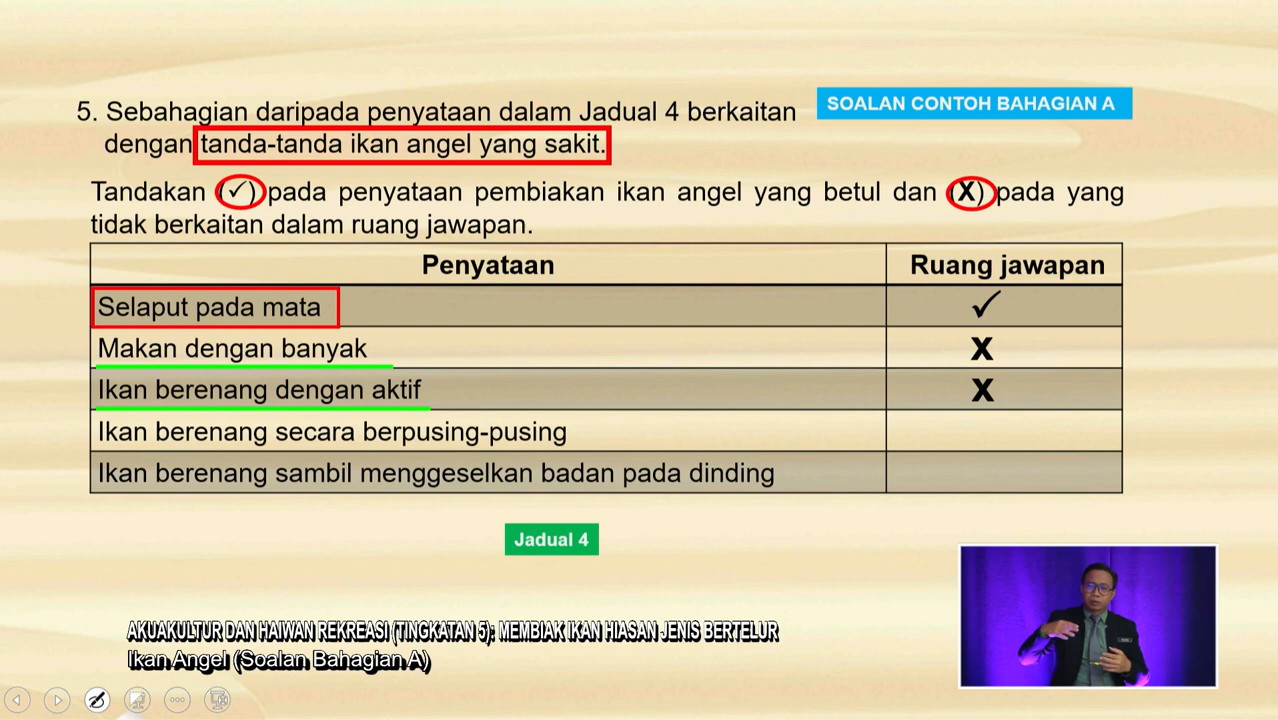 SOALAN CONTOH BAHAGIAN A
5. Sebahagian daripada penyataan dalam Jadual 4 berkaitan
dengan tanda-tanda ikan angel yang sakit.
Tandakan (✓) pada penyataan pembiakan ikan angel yang betul dan (X) pada yang
tidak berkaitan dalam ruang jawapan.
Penyataan Ruang jawapan
Selaput pada mata ✓
Makan dengan banyak X
Ikan berenang dengan aktif X
Ikan berenang secara berpusing-pusing
Ikan berenang sambil menggeselkan badan pada dinding
Jadual 4
AKUAKULTUR DAN HAIWAN REKREASI (TINGKATAN 5): MEMBIAK IKAN HIASAN JENIS BERTELUR
Ikan Angel (Soalan Bahagian A)